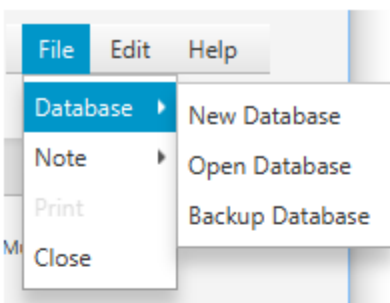 File Edit Help
Database
New Database
Note
Open Database
Print
Backup Database
Close